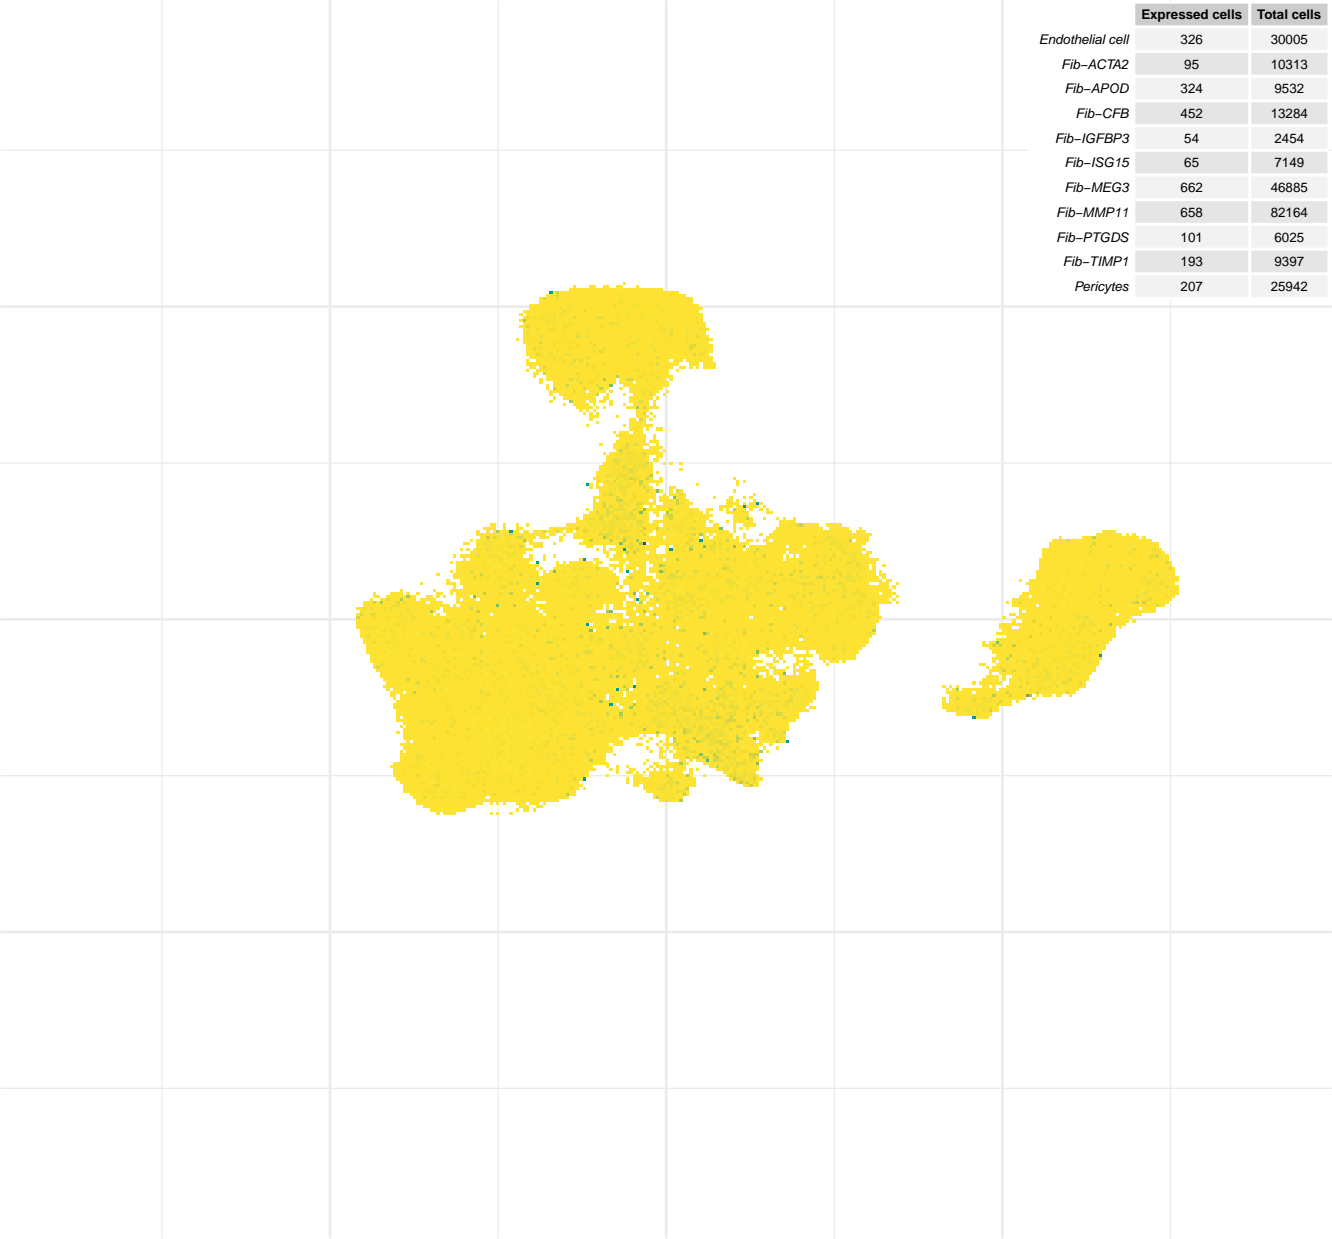 Expressed cells Total cells
Endothelial cell 326 30005
Fib−ACTA2 95 10313
Fib−APOD 324 9532
Fib−CFB 452 13284
Fib−IGFBP3 54 2454
Fib−ISG15 65 7149
Fib−MEG3 662 46885
Fib−MMP11 658 82164
Fib−PTGDS 101 6025
Fib−TIMP1 193 9397
Pericytes 207 25942